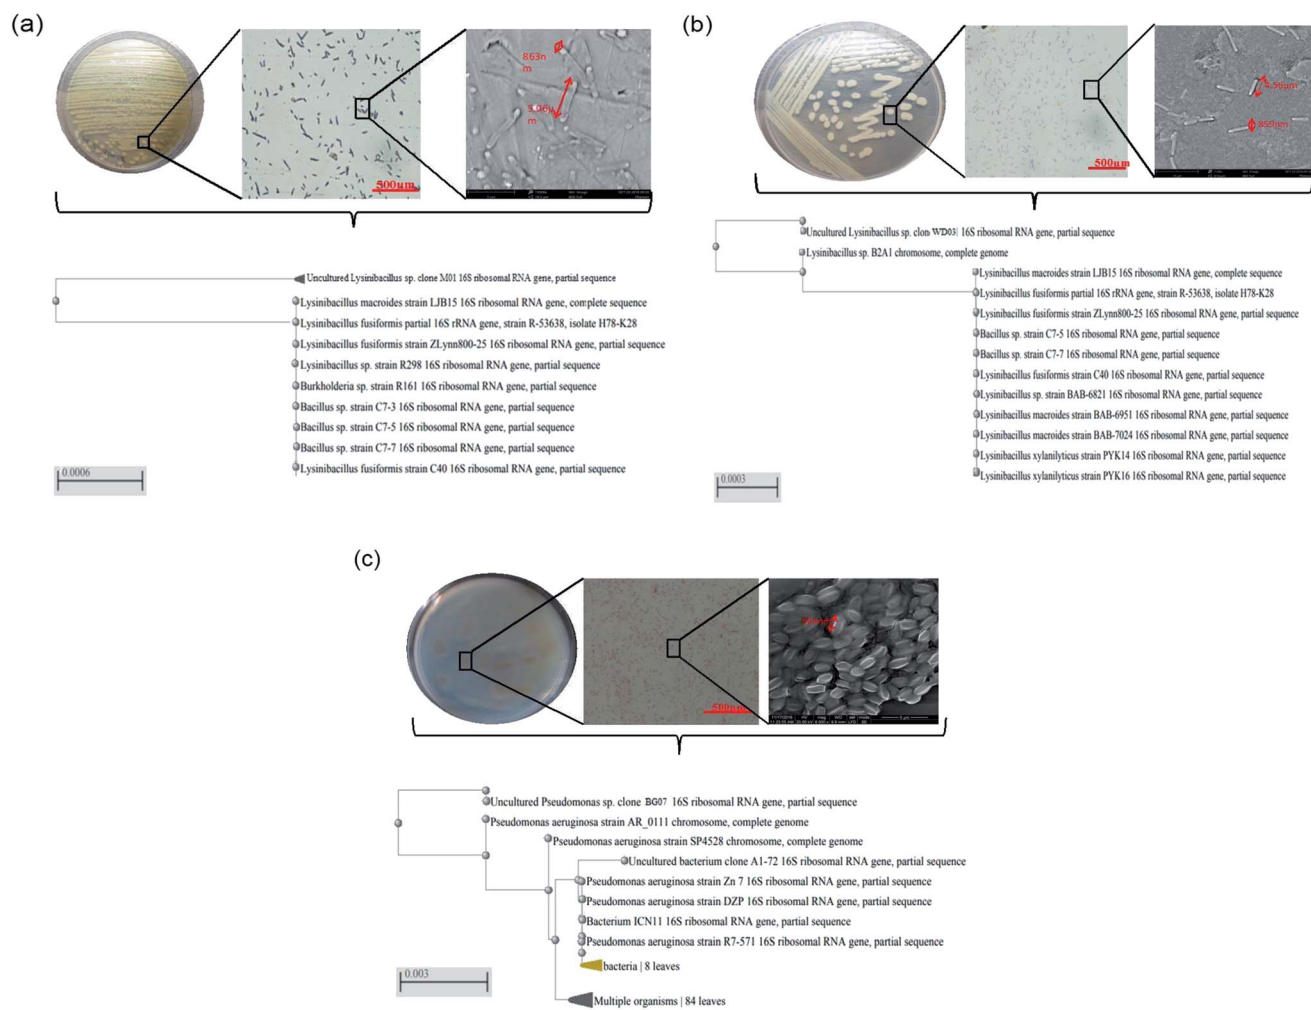 (a)
863n
m
500μm
(b)
4.56μm
859nm
500μm
Uncultured Lysinibacillus sp. clone M01 16S ribosomal RNA gene, partial sequence
Lysinibacillus macroides strain LJB15 16S ribosomal RNA gene, complete sequence
Lysinibacillus fusiformis partial 16S rRNA gene, strain R-53638, isolate H78-K28
Lysinibacillus fusiformis strain ZLynn800-25 16S ribosomal RNA gene, partial sequence
Lysinibacillus sp. strain R298 16S ribosomal RNA gene, partial sequence
Burkholderia sp. strain R161 16S ribosomal RNA gene, partial sequence
Bacillus sp. strain C7-3 16S ribosomal RNA gene, partial sequence
Bacillus sp. strain C7-5 16S ribosomal RNA gene, partial sequence
Bacillus sp. strain C7-7 16S ribosomal RNA gene, partial sequence
Lysinibacillus fusiformis strain C40 16S ribosomal RNA gene, partial sequence
0.0006
Uncultured Lysinibacillus sp. clone WD03| 16S ribosomal RNA gene, partial sequence
Lysinibacillus sp. B2A1 chromosome, complete genome
Lysinibacillus macroides strain LJB15 16S ribosomal RNA gene, complete sequence
Lysinibacillus fusiformis partial 16S rRNA gene, strain R-53638, isolate H78-K28
Lysinibacillus fusiformis strain ZLynn800-25 16S ribosomal RNA gene, partial sequence
Bacillus sp. strain C7-5 16S ribosomal RNA gene, partial sequence
Bacillus sp. strain C7-7 16S ribosomal RNA gene, partial sequence
Lysinibacillus fusiformis strain C40 16S ribosomal RNA gene, partial sequence
Lysinibacillus sp. strain BAB-6821 16S ribosomal RNA gene, partial sequence
Lysinibacillus macroides strain BAB-6951 16S ribosomal RNA gene, partial sequence
Lysinibacillus macroides strain BAB-7024 16S ribosomal RNA gene, partial sequence
Lysinibacillus xylanilyticus strain PYK14 16S ribosomal RNA gene, partial sequence
Lysinibacillus xylanilyticus strain PYK16 16S ribosomal RNA gene, partial sequence
0.0003
(c)
500μm
Uncultured Pseudomonas sp. clone BG07 16S ribosomal RNA gene, partial sequence
Pseudomonas aeruginosa strain AR_0111 chromosome, complete genome
Pseudomonas aeruginosa strain SP4528 chromosome, complete genome
Uncultured bacterium clone A1-72 16S ribosomal RNA gene, partial sequence
Pseudomonas aeruginosa strain Zn 7 16S ribosomal RNA gene, partial sequence
Pseudomonas aeruginosa strain DZP 16S ribosomal RNA gene, partial sequence
Bacterium ICN11 16S ribosomal RNA gene, partial sequence
Pseudomonas aeruginosa strain R7-571 16S ribosomal RNA gene, partial sequence
bacteria | 8 leaves
Multiple organisms | 84 leaves
0.003